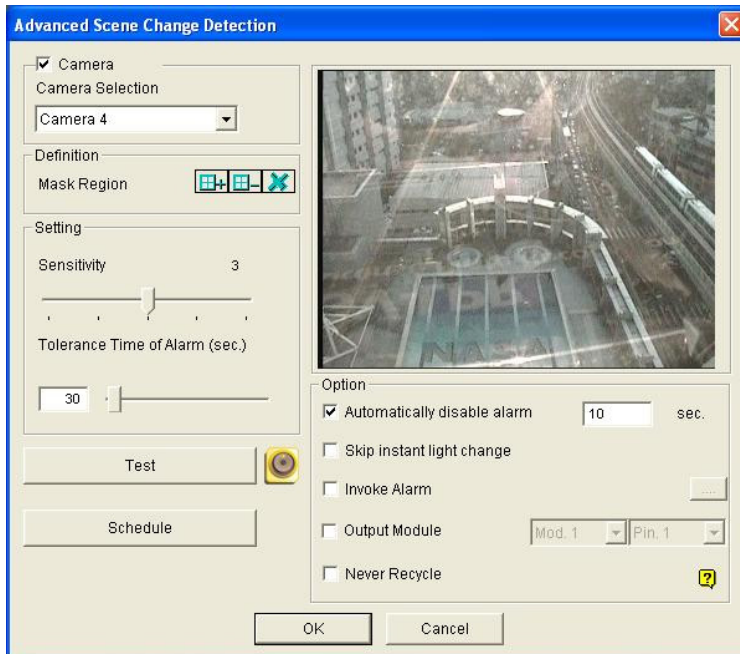 Advanced Scene Change Detection
Camera
Camera Selection
Camera 4
Definition
Mask Region
Setting
Sensitivity 3
Tolerance Time of Alarm (sec.)
30
Test
Schedule
NASA
Option
Automatically disable alarm 10 sec.
Skip instant light change
Invoke Alarm ....
Output Module Mod. 1 Pin. 1
Never Recycle ?
OK Cancel